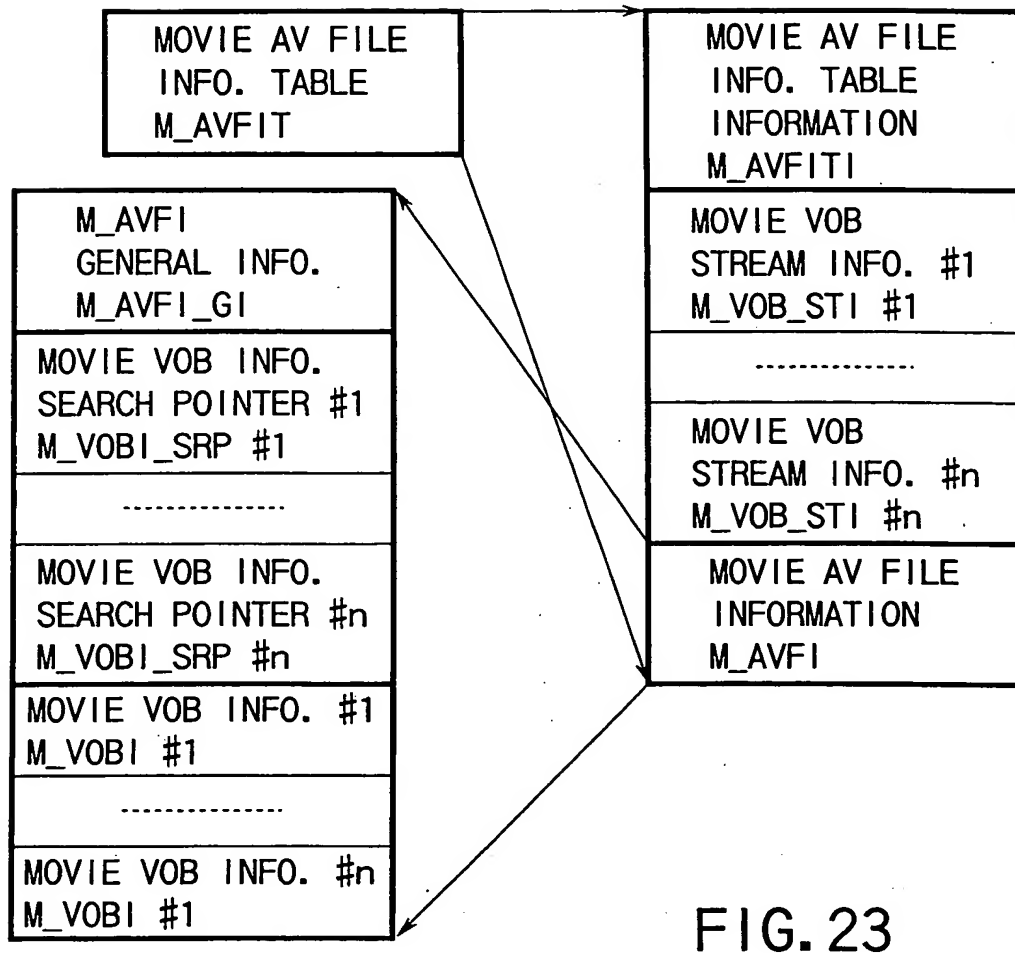 MOVIE AV FILE
INFO. TABLE
M_AVFIT
MOVIE AV FILE
INFO. TABLE
INFORMATION
M_AVFITI
MOVIE VOB
STREAM INFO. #1
M_VOB_STI #1
MOVIE VOB
STREAM INFO. #n
M_VOB_STI #n
MOVIE AV FILE
INFORMATION
M_AVFI
M_AVFI
GENERAL INFO.
M_AVFI_GI
MOVIE VOB INFO.
SEARCH POINTER #1
M_VOBI_SRP #1
MOVIE VOB INFO.
SEARCH POINTER #n
M_VOBI_SRP #n
MOVIE VOB INFO. #1
M_VOBI #1
MOVIE VOB INFO. #n
M_VOBI #1
FIG. 23